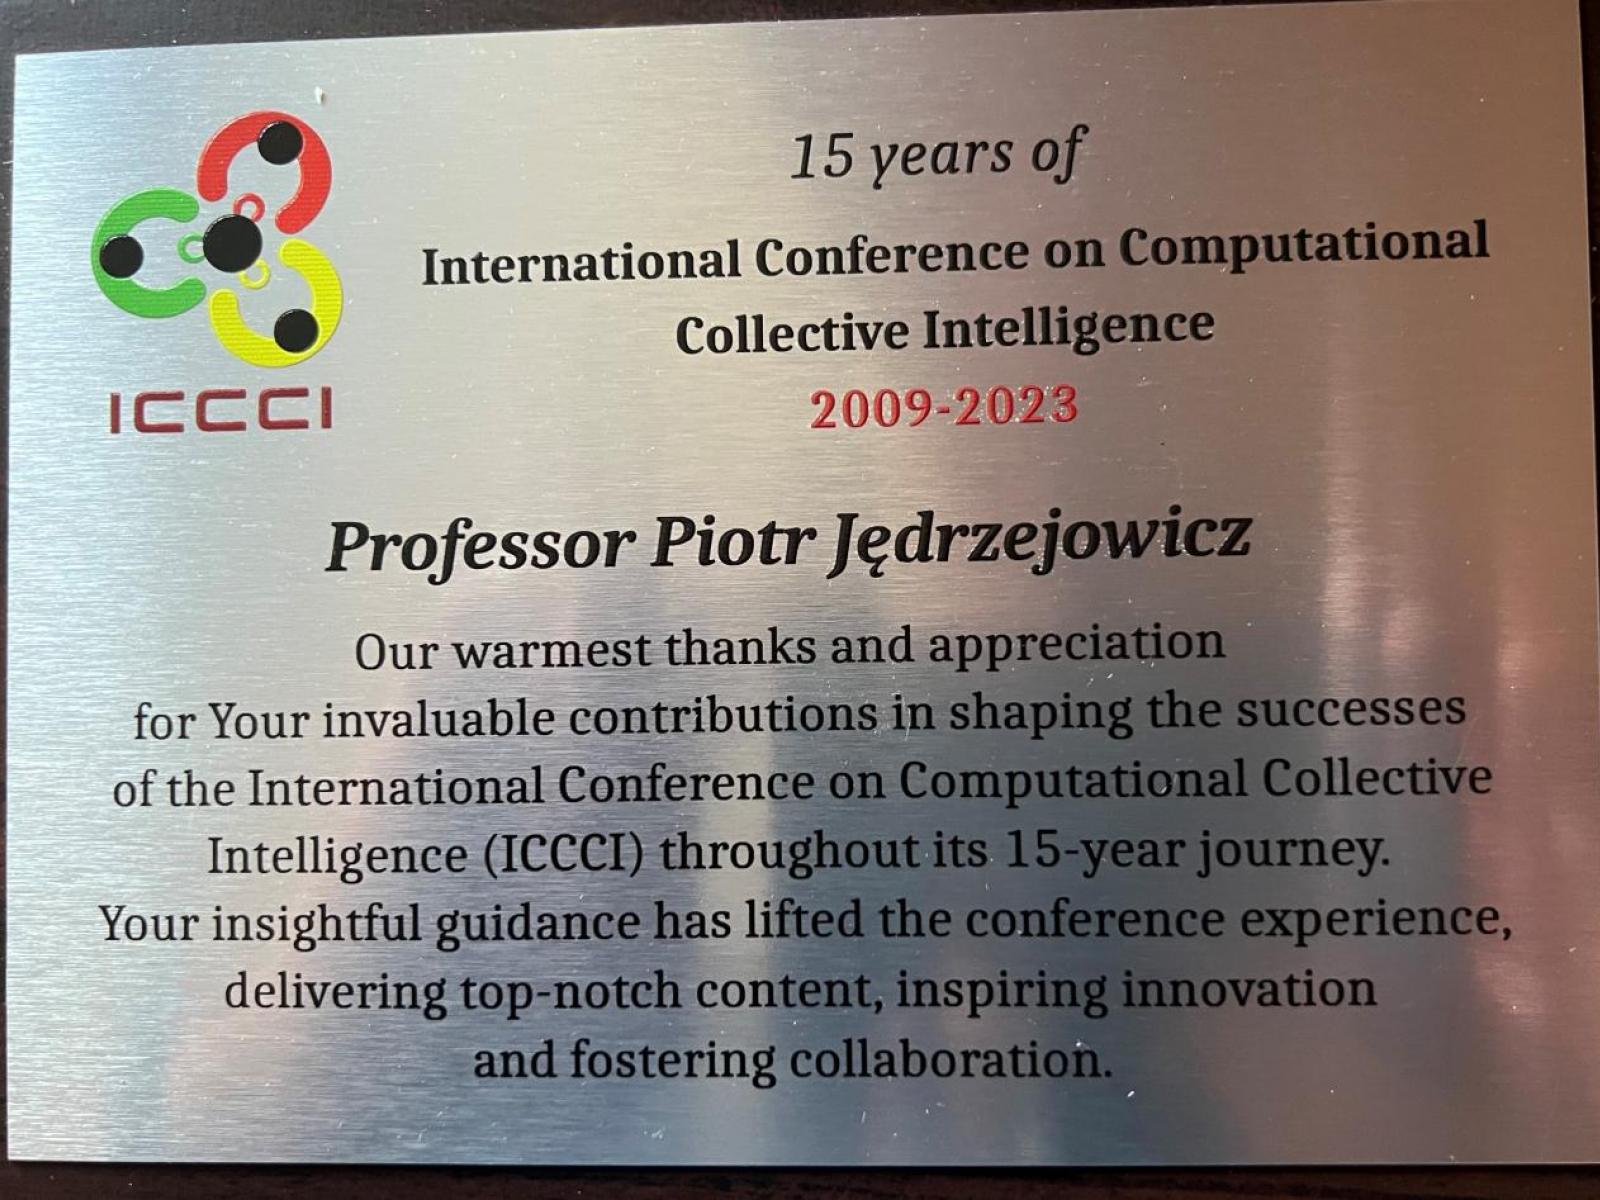 15 years of
International Conference on Computational
Collective Intelligence
2009-2023
ICCCI
Professor Piotr Jędrzejowicz
Our warmest thanks and appreciation
for Your invaluable contributions in shaping the successes
of the International Conference on Computational Collective
Intelligence (ICCCI) throughout its 15-year journey.
Your insightful guidance has lifted the conference experience,
delivering top-notch content, inspiring innovation
and fostering collaboration.